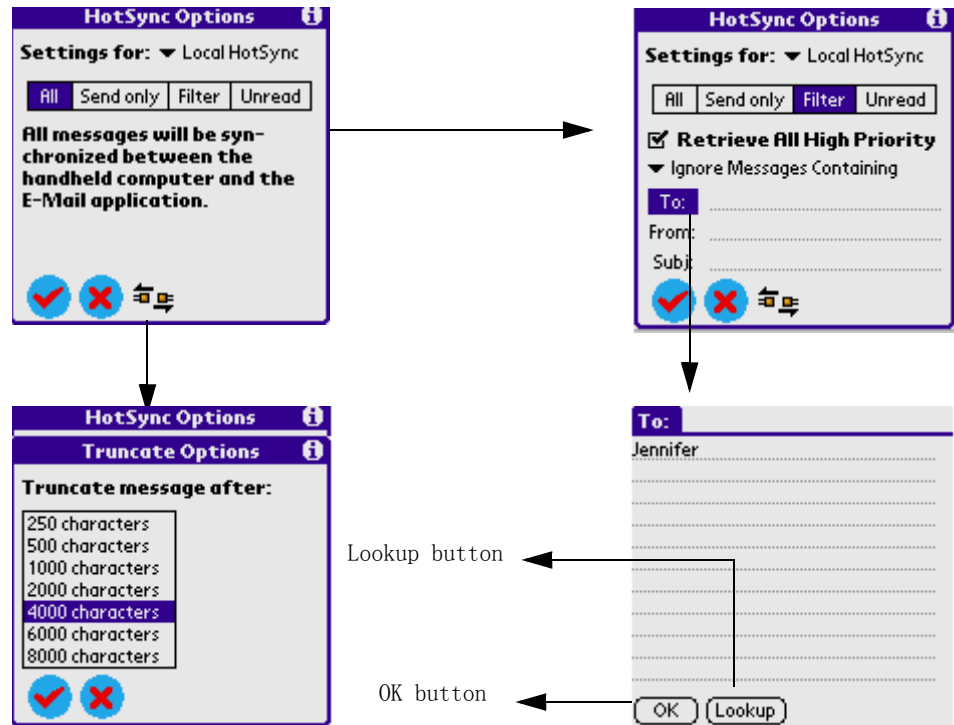 HotSync Options
Settings for: Local HotSync
All Send only Filter Unread
All messages will be syn-
chronized between the
handheld computer and the
E-Mail application.
HotSync Options
Settings for: Local HotSync
All Send only Filter Unread
Retrieve All High Priority
Ignore Messages Containing
To:
From:
Subj:
HotSync Options
Truncate Options
Truncate message after:
250 characters
500 characters
1000 characters
2000 characters
4000 characters
6000 characters
8000 characters
Lookup button
OK button
To:
Jennifer
OK Lookup